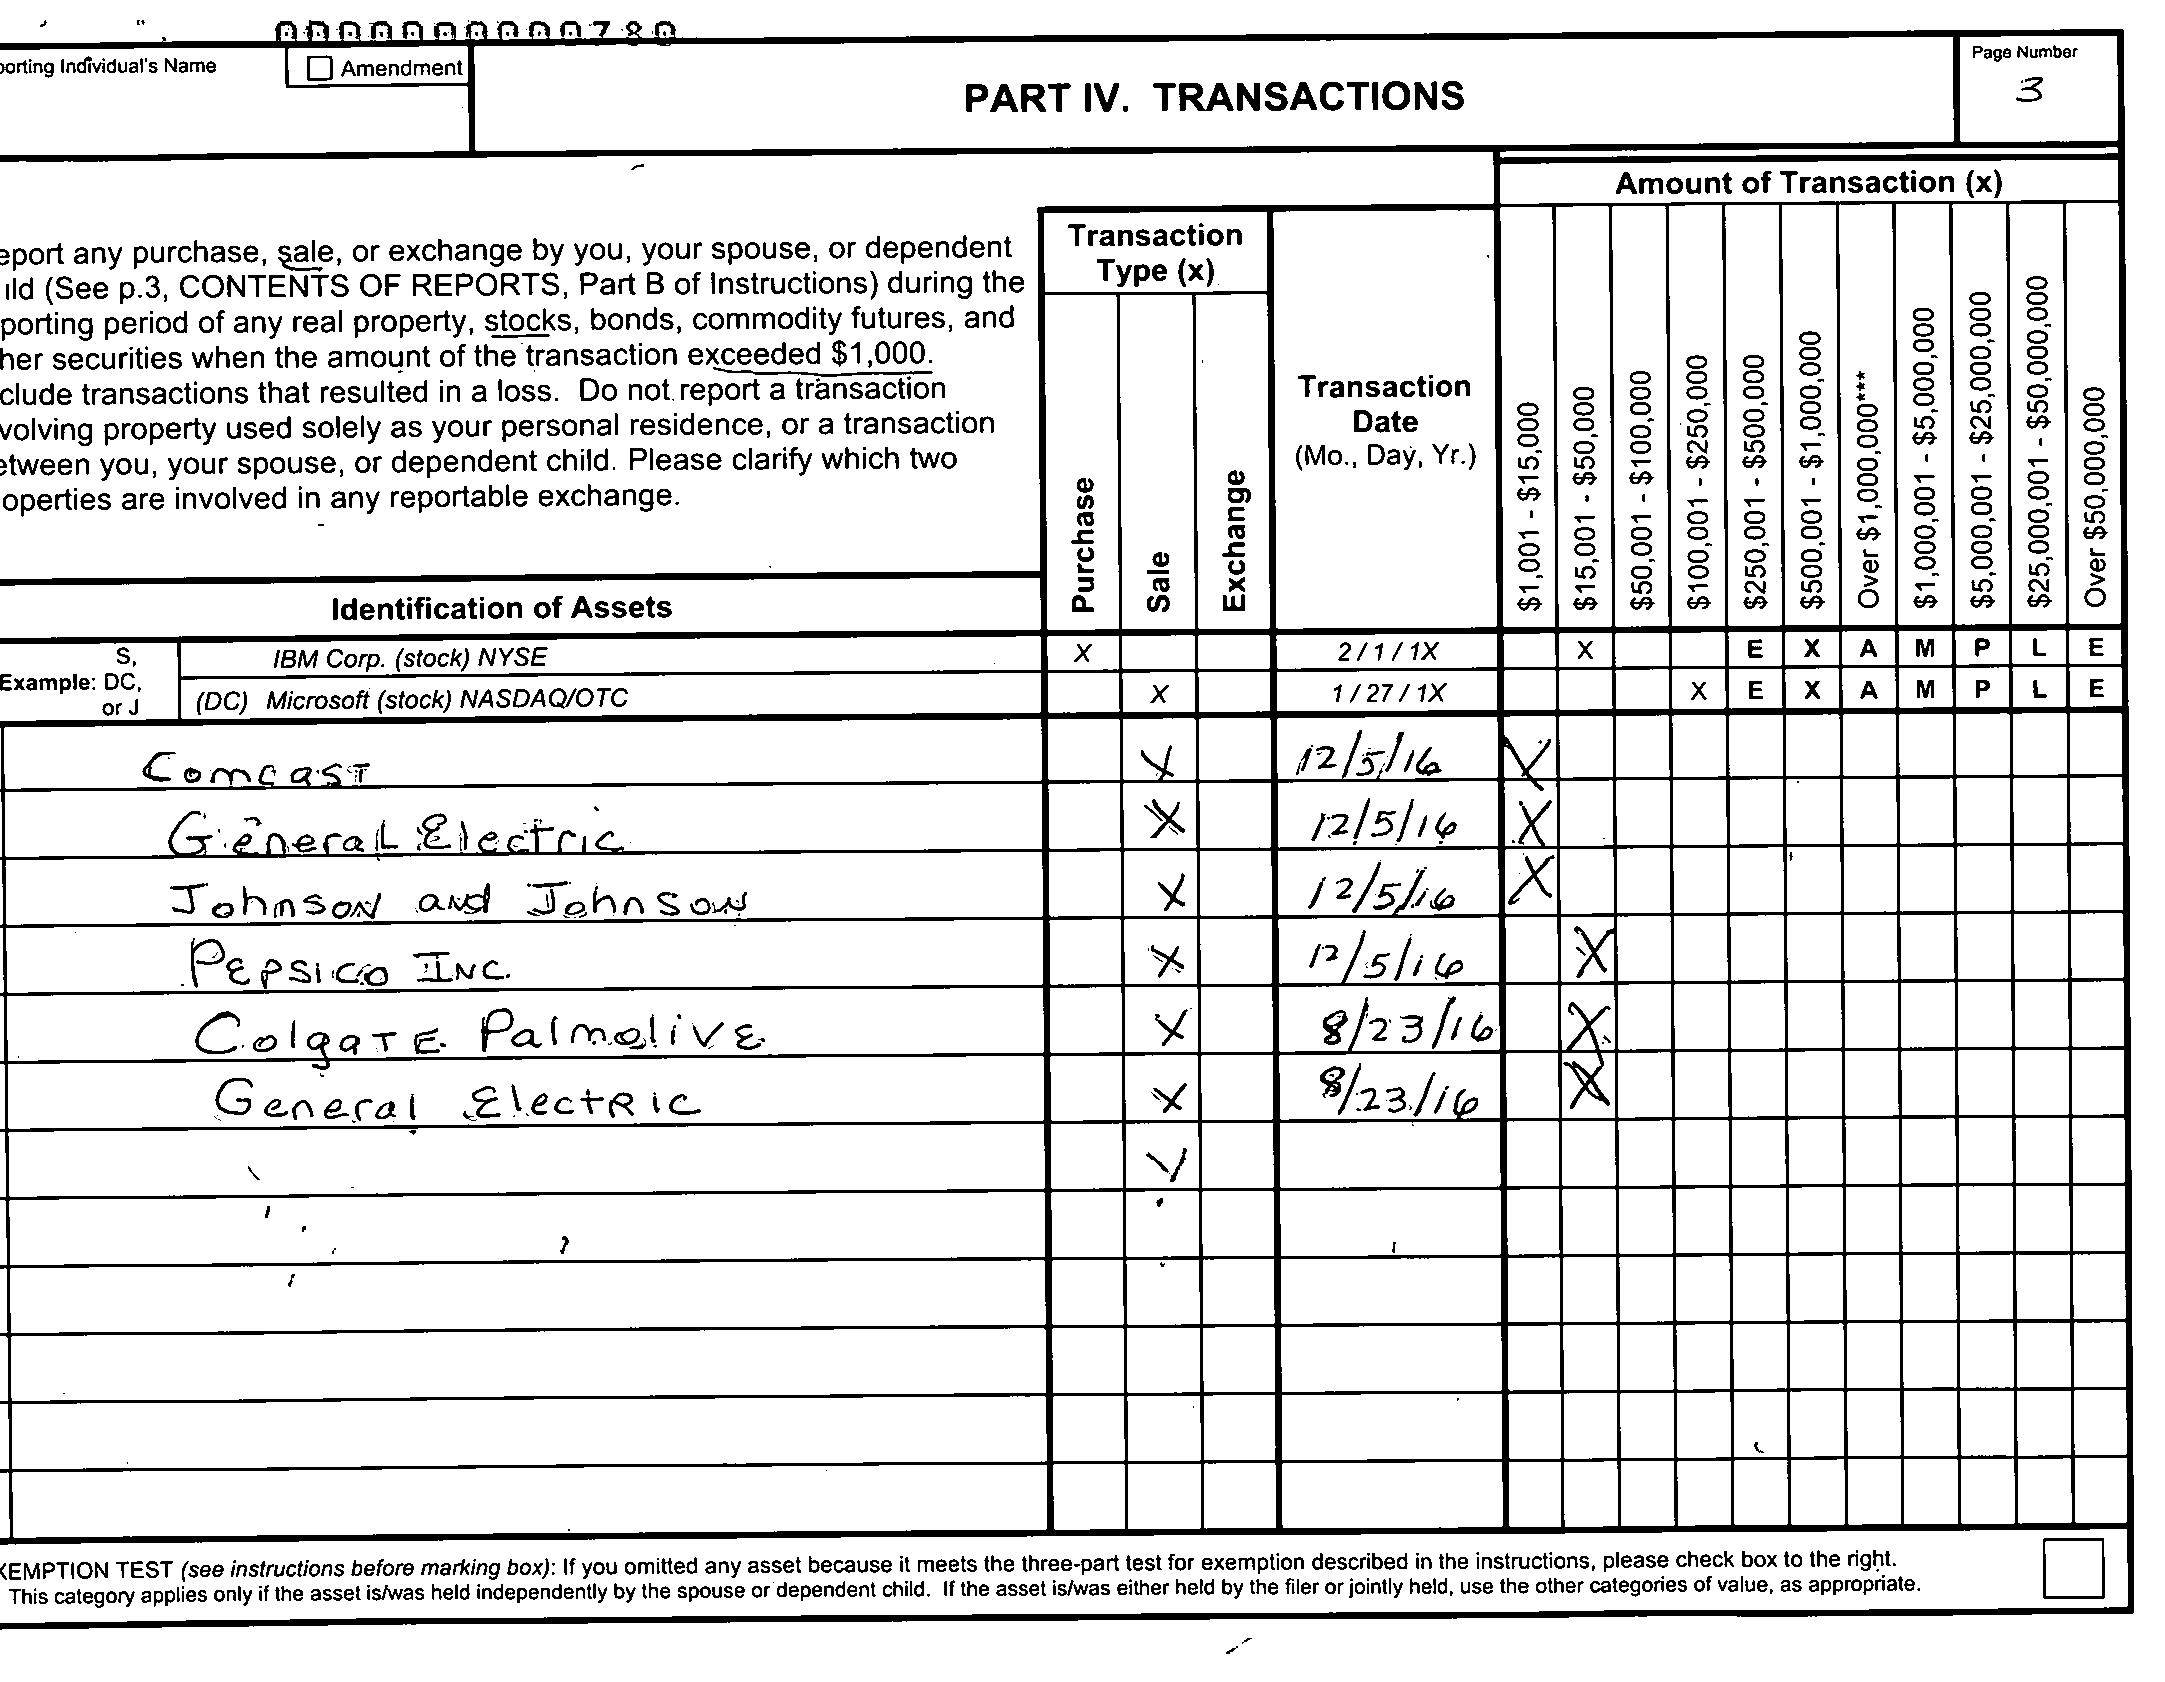 0000000000780
porting Individual's Name
Amendment
PART IV. TRANSACTIONS
Page Number
3
Amount of Transaction (x)
eport any purchase, sale, or exchange by you, your spouse, or dependent
ild (See p.3, CONTENTS OF REPORTS, Part B of Instructions) during the
porting period of any real property, stocks, bonds, commodity futures, and
her securities when the amount of the transaction exceeded $1,000.
clude transactions that resulted in a loss. Do not report a transaction
volving property used solely as your personal residence, or a transaction
etween you, your spouse, or dependent child. Please clarify which two
operties are involved in any reportable exchange.
Transaction
Type (x)
Purchase
Sale
Exchange
Transaction
Date
(Mo., Day, Yr.)
$1,001 - $15,000
$15,001 - $50,000
$50,001 - $100,000
$100,001 - $250,000
$250,001 - $500,000
$500,001 - $1,000,000
Over $1,000,000***
$1,000,001 - $5,000,000
$5,000,001 - $25,000,000
$25,000,001 - $50,000,000
Over $50,000,000
Identification of Assets
Example: S, DC, or J
IBM Corp. (stock) NYSE X 2/1/1X X E X A M P L E
(DC) Microsoft (stock) NASDAQ/OTC X 1/27/1X X E X A M P L E
Comcast X 12/5/16 X
General Electric X 12/5/16 X
Johnson and Johnson X 12/5/16 X
Pepsico Inc. X 12/5/16 X
Colgate Palmolive X 8/23/16 X
General Electric X 8/23/16 X
XEMPTION TEST (see instructions before marking box): If you omitted any asset because it meets the three-part test for exemption described in the instructions, please check box to the right.
This category applies only if the asset is/was held independently by the spouse or dependent child. If the asset is/was either held by the filer or jointly held, use the other categories of value, as appropriate.